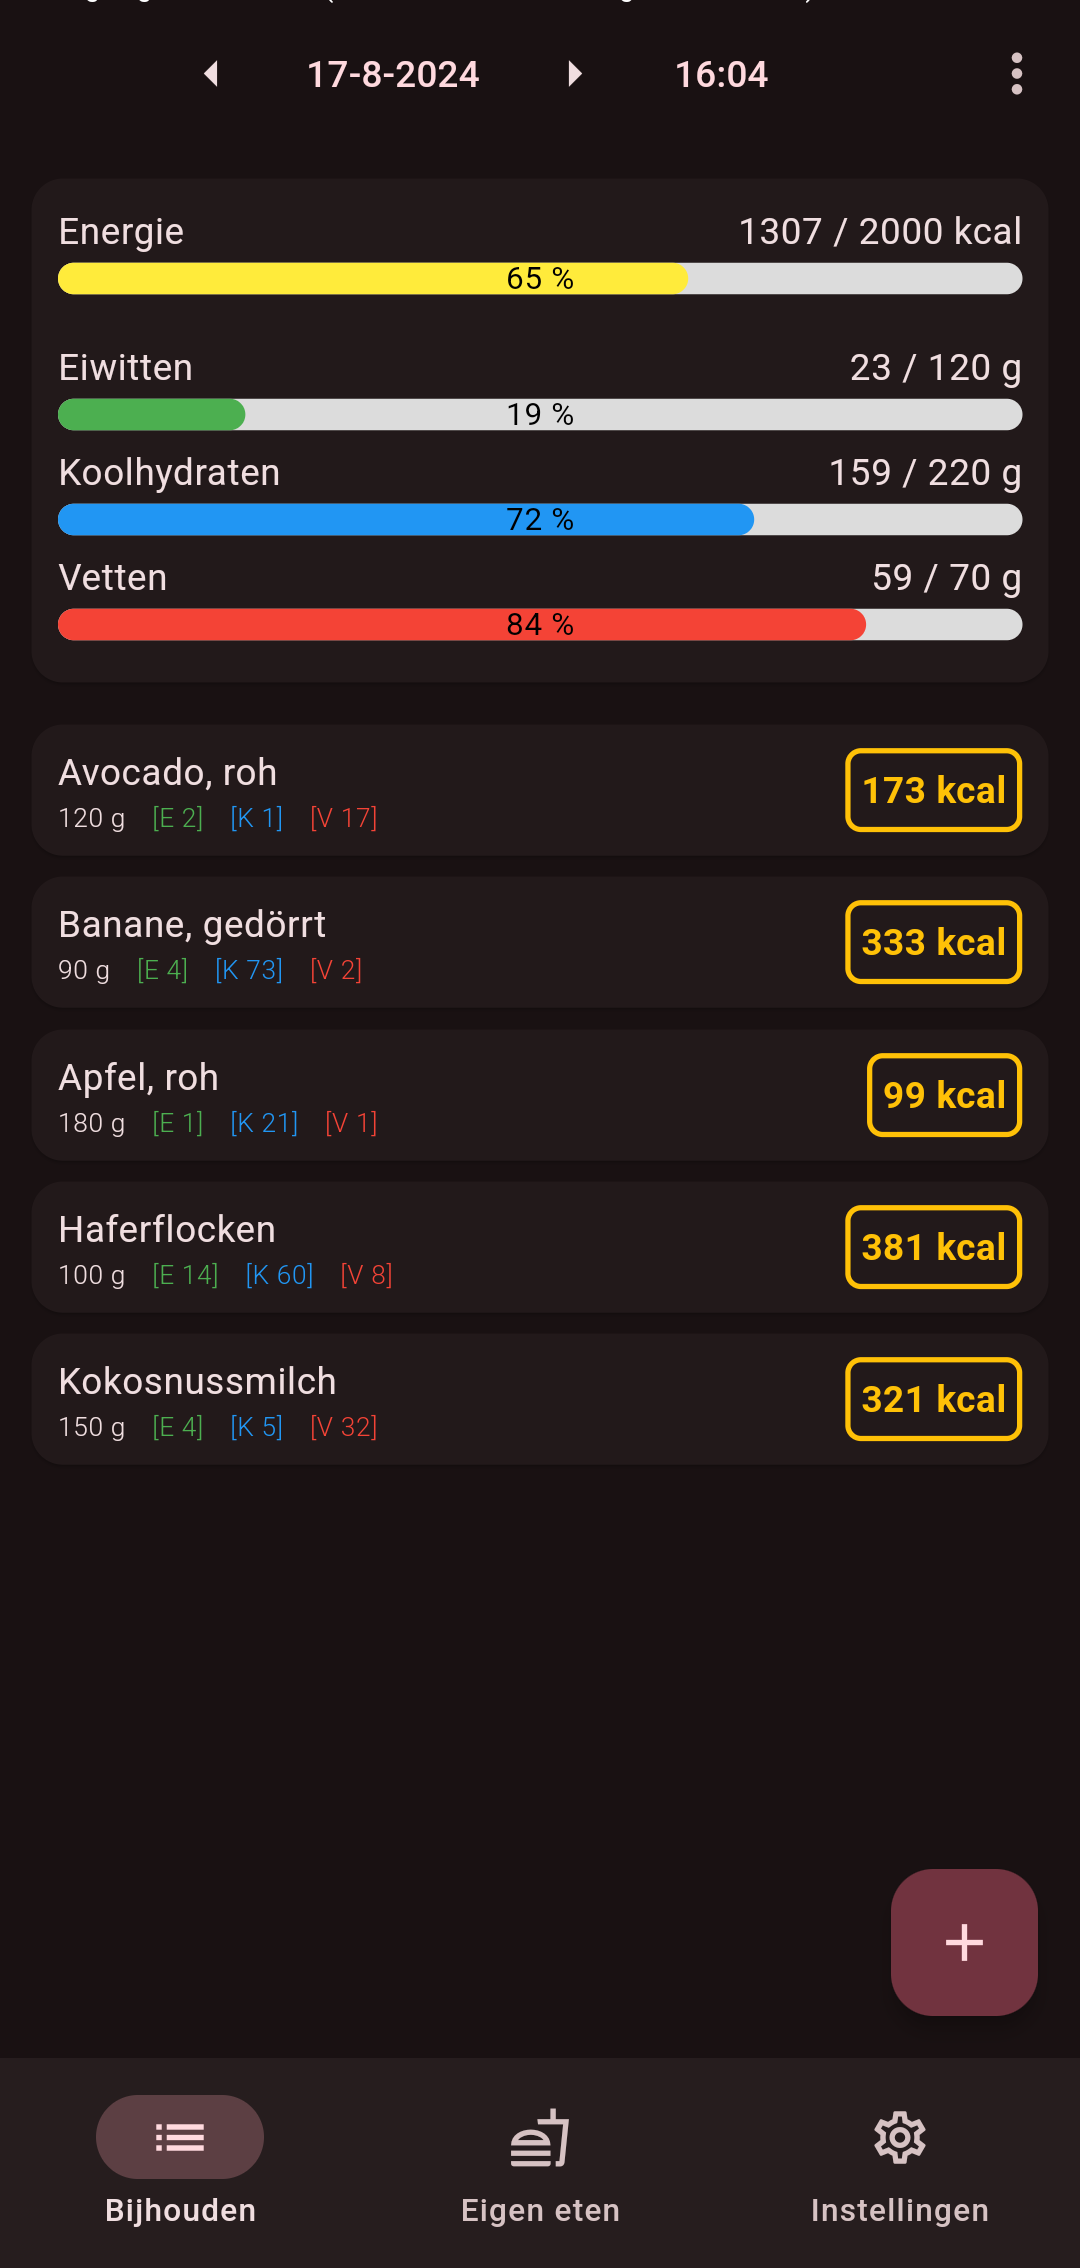 17-8-2024 16:04
Energie 1307 / 2000 kcal
65 %
Eiwitten 23 / 120 g
19 %
Koolhydraten 159 / 220 g
72 %
Vetten 59 / 70 g
84 %
Avocado, roh
173 kcal
120 g [E 2] [K 1] [V 17]
Banane, gedörrt
333 kcal
90 g [E 4] [K 73] [V 2]
Apfel, roh
99 kcal
180 g [E 1] [K 21] [V 1]
Haferflocken
381 kcal
100 g [E 14] [K 60] [V 8]
Kokosnussmilch
321 kcal
150 g [E 4] [K 5] [V 32]
Bijhouden Eigen eten Instellingen